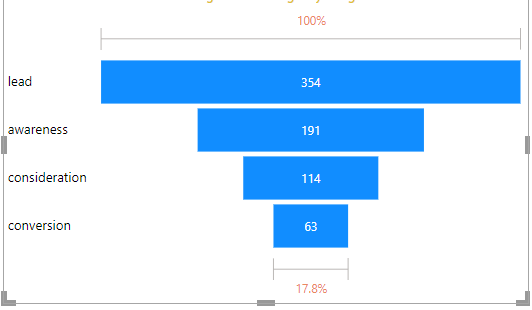 100%
lead 354
awareness 191
consideration 114
conversion 63
17.8%